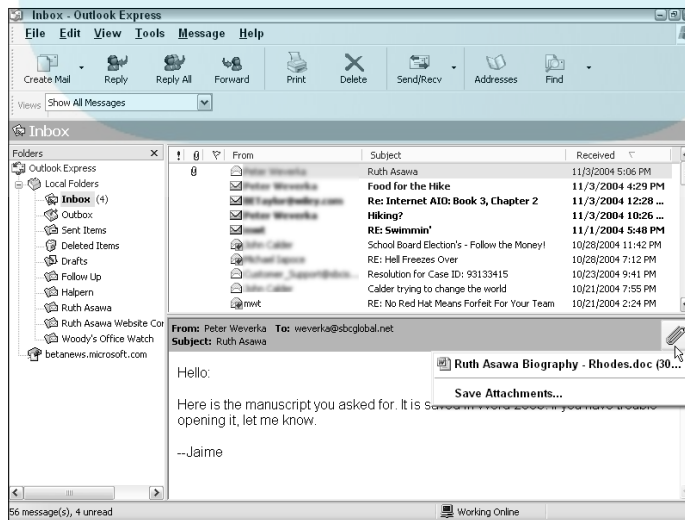 Inbox - Outlook Express
File Edit View Tools Message Help
Create Mail Reply Reply All Forward Print Delete Send/Recv Addresses Find
Views Show All Messages
Inbox
Folders
Outlook Express
Local Folders
Inbox (4)
Outbox
Sent Items
Deleted Items
Drafts
Follow Up
Halpern
Ruth Asawa
Ruth Asawa Website Cor
Woody's Office Watch
betanews.microsoft.com
! From Subject Received
Ruth Asawa 11/3/2004 5:06 PM
Food for the Hike 11/3/2004 4:29 PM
Re: Internet AIO: Book 3, Chapter 2 11/3/2004 12:28 ...
Hiking? 11/3/2004 10:26 ...
RE: Swimmin' 11/1/2004 5:48 PM
School Board Election's - Follow the Money! 10/28/2004 11:42 PM
RE: Hell Freezes Over 10/28/2004 7:12 PM
Resolution for Case ID: 93133415 10/23/2004 9:41 PM
Calder trying to change the world 10/21/2004 7:55 PM
mwt RE: No Red Hat Means Forfeit For Your Team 10/21/2004 2:24 PM
From: Peter Weverka To: weverka@sbcglobal.net
Subject: Ruth Asawa
Ruth Asawa Biography - Rhodes.doc (30...
Save Attachments...
Hello:
Here is the manuscript you asked for. It is
opening it, let me know.
--Jaime
56 message(s), 4 unread Working Online